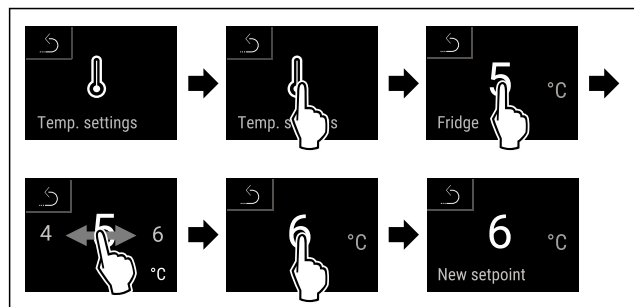 Temp. settings
Temp.
5 °C
Fridge
4 5 6
°C
6 °C
6 °C
New setpoint